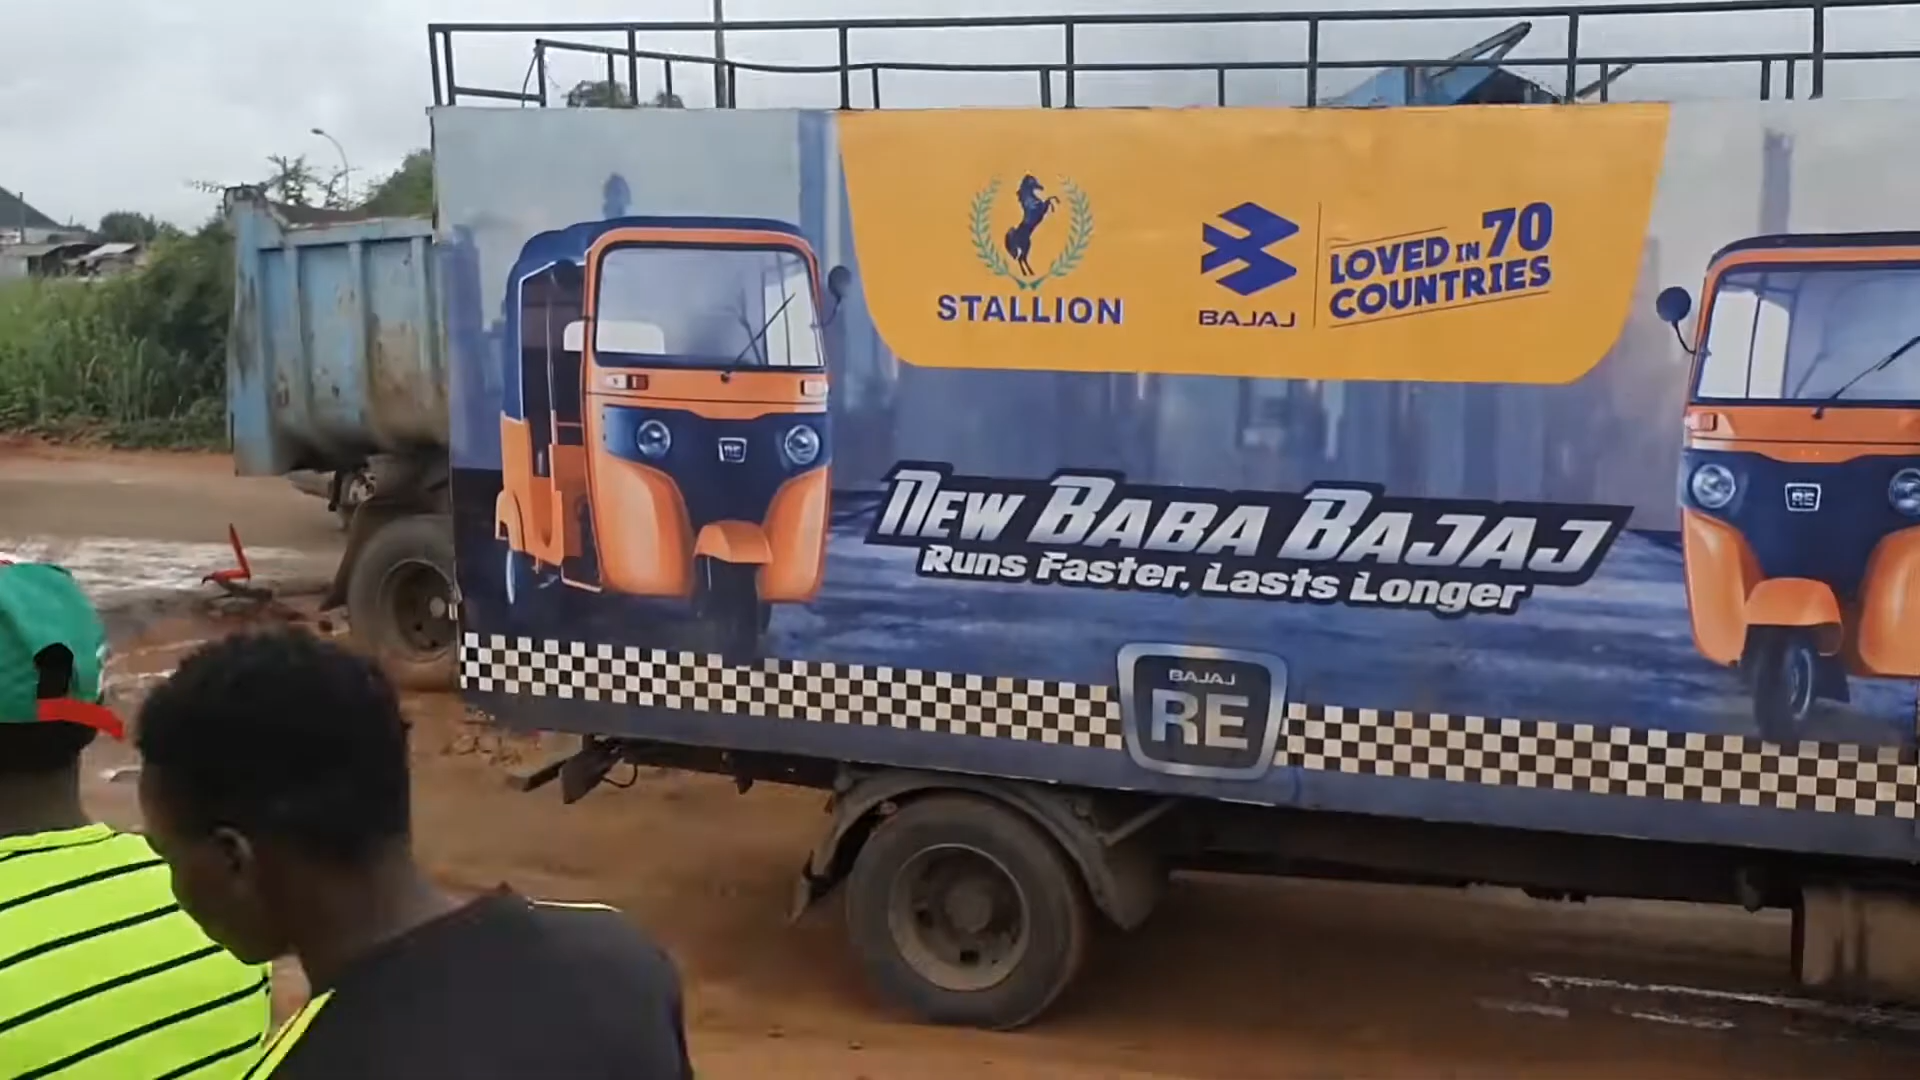 STALLION
BAJAJ
LOVED IN 70
COUNTRIES
NEW BABA BAJAJ
RUNS FASTER, LASTS LONGER
BAJAJ
RE
RE
RE